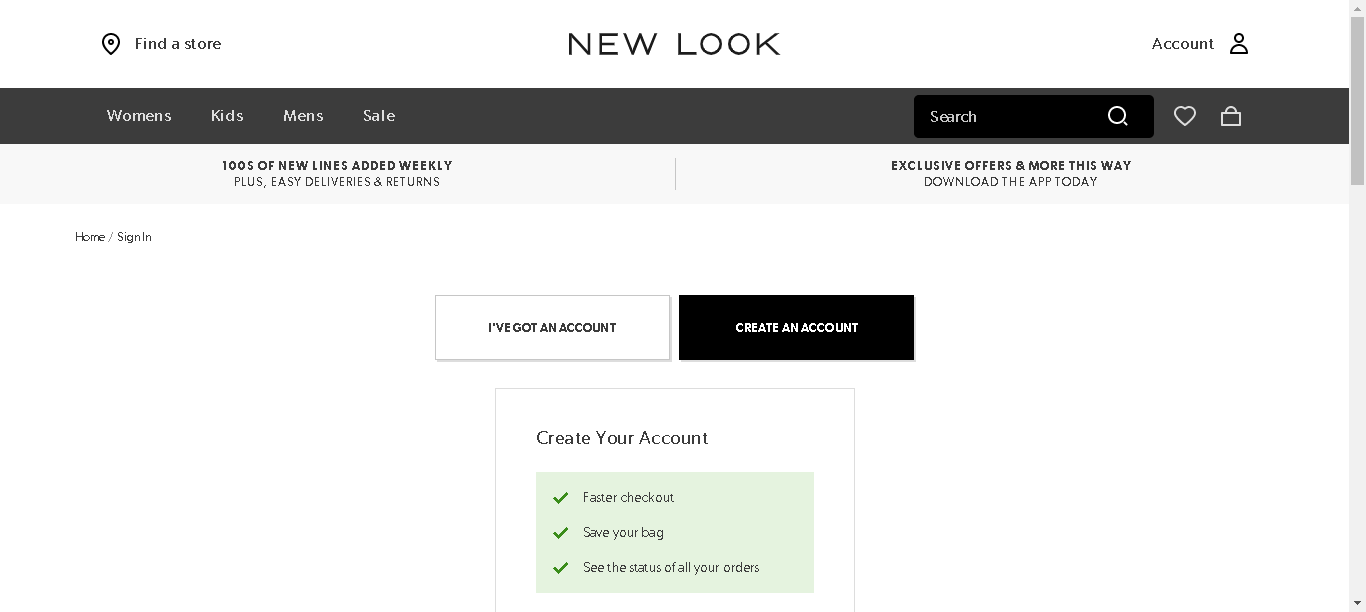 Find a store
NEW LOOK
Account
Womens
Kids
Mens
Sale
Search
100S OF NEW LINES ADDED WEEKLY
PLUS, EASY DELIVERIES & RETURNS
EXCLUSIVE OFFERS & MORE THIS WAY
DOWNLOAD THE APP TODAY
Home / Sign In
I'VE GOT AN ACCOUNT
CREATE AN ACCOUNT
Create Your Account
Faster checkout
Save your bag
See the status of all your orders